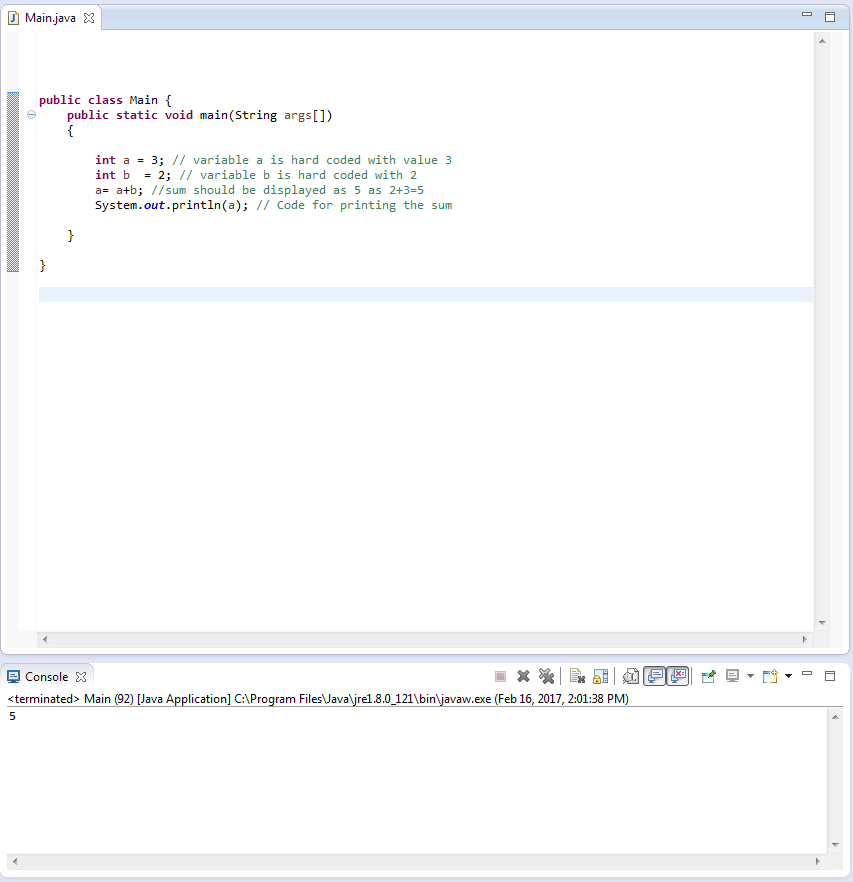 Main.java
public class Main {
public static void main(String args[])
{
int a = 3; // variable a is hard coded with value 3
int b  = 2; // variable b is hard coded with 2
a= a+b; //sum should be displayed as 5 as 2+3=5
System.out.println(a); // Code for printing the sum
}
}
Console
<terminated> Main (92) [Java Application] C:\Program Files\Java\jre1.8.0_121\bin\javaw.exe (Feb 16, 2017, 2:01:38 PM)
5